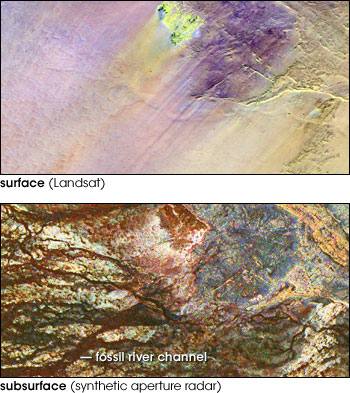 surface (Landsat)
— fossil river channel
subsurface (synthetic aperture radar)